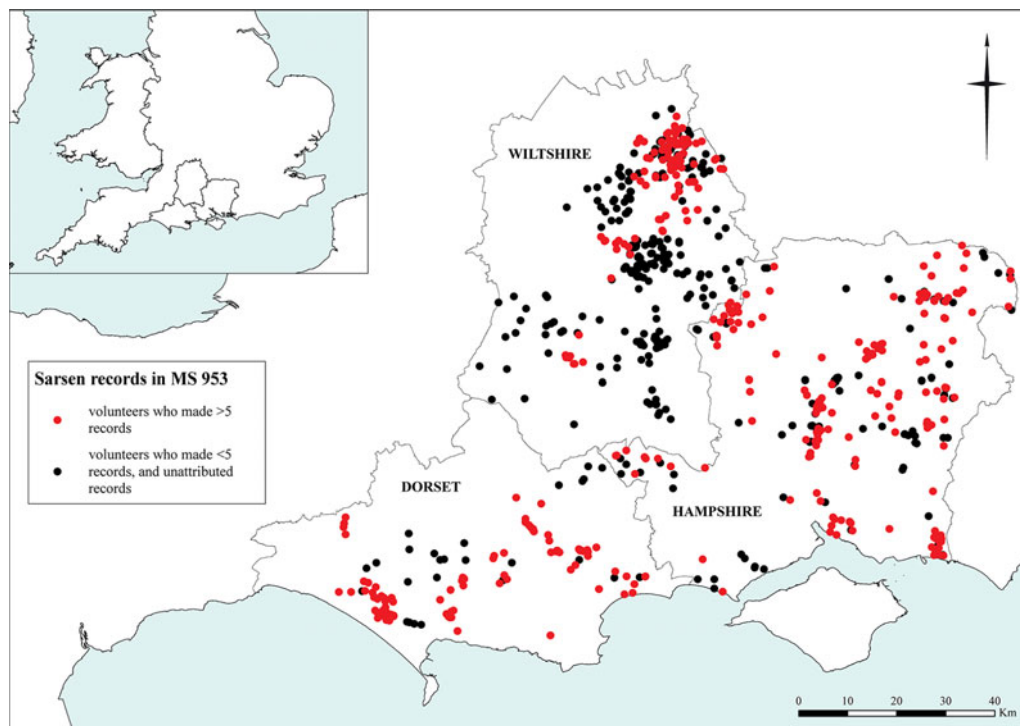 WILTSHIRE
Sarsen records in MS 953
volunteers who made >5
records
volunteers who made <5
records, and unattributed
records
DORSET
HAMPSHIRE
0 10 20 30 40
Km